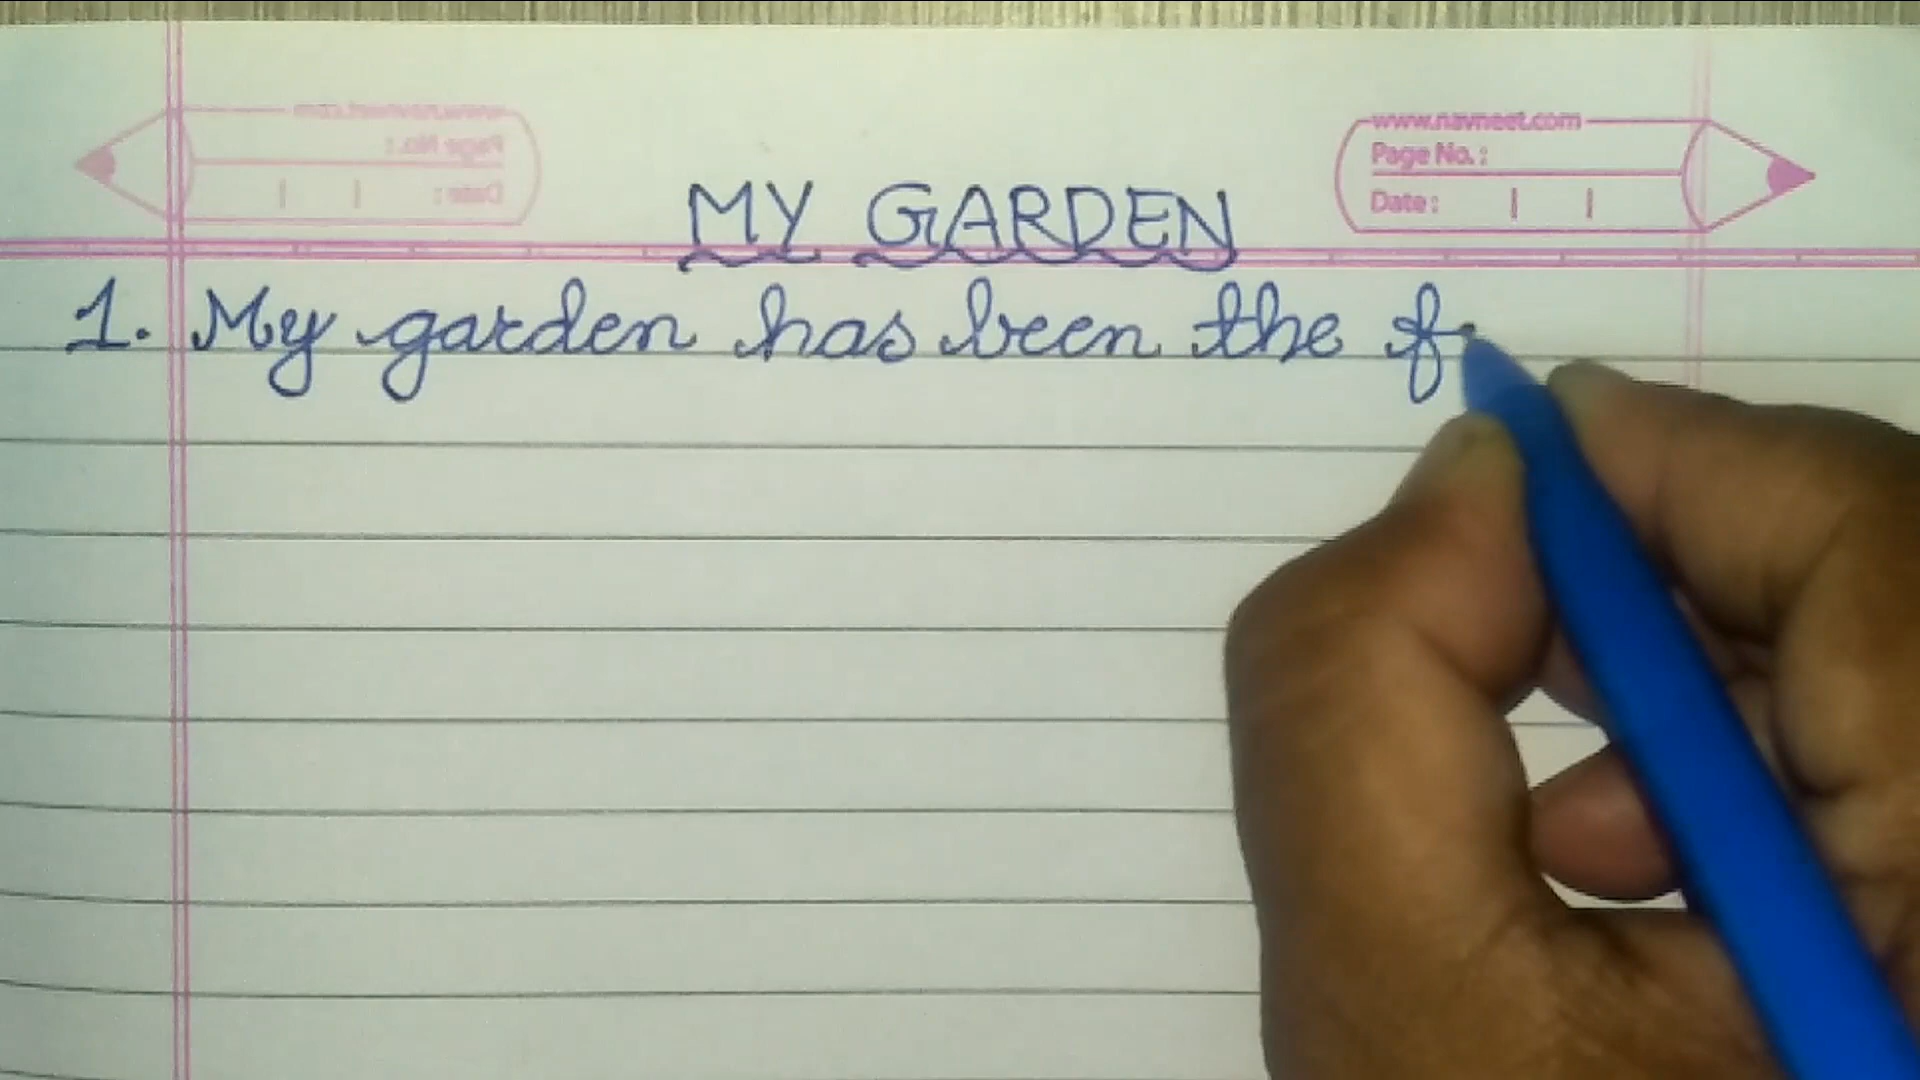 www.navneet.com
Page No. :
Date :
MY GARDEN
1. My garden has been the f